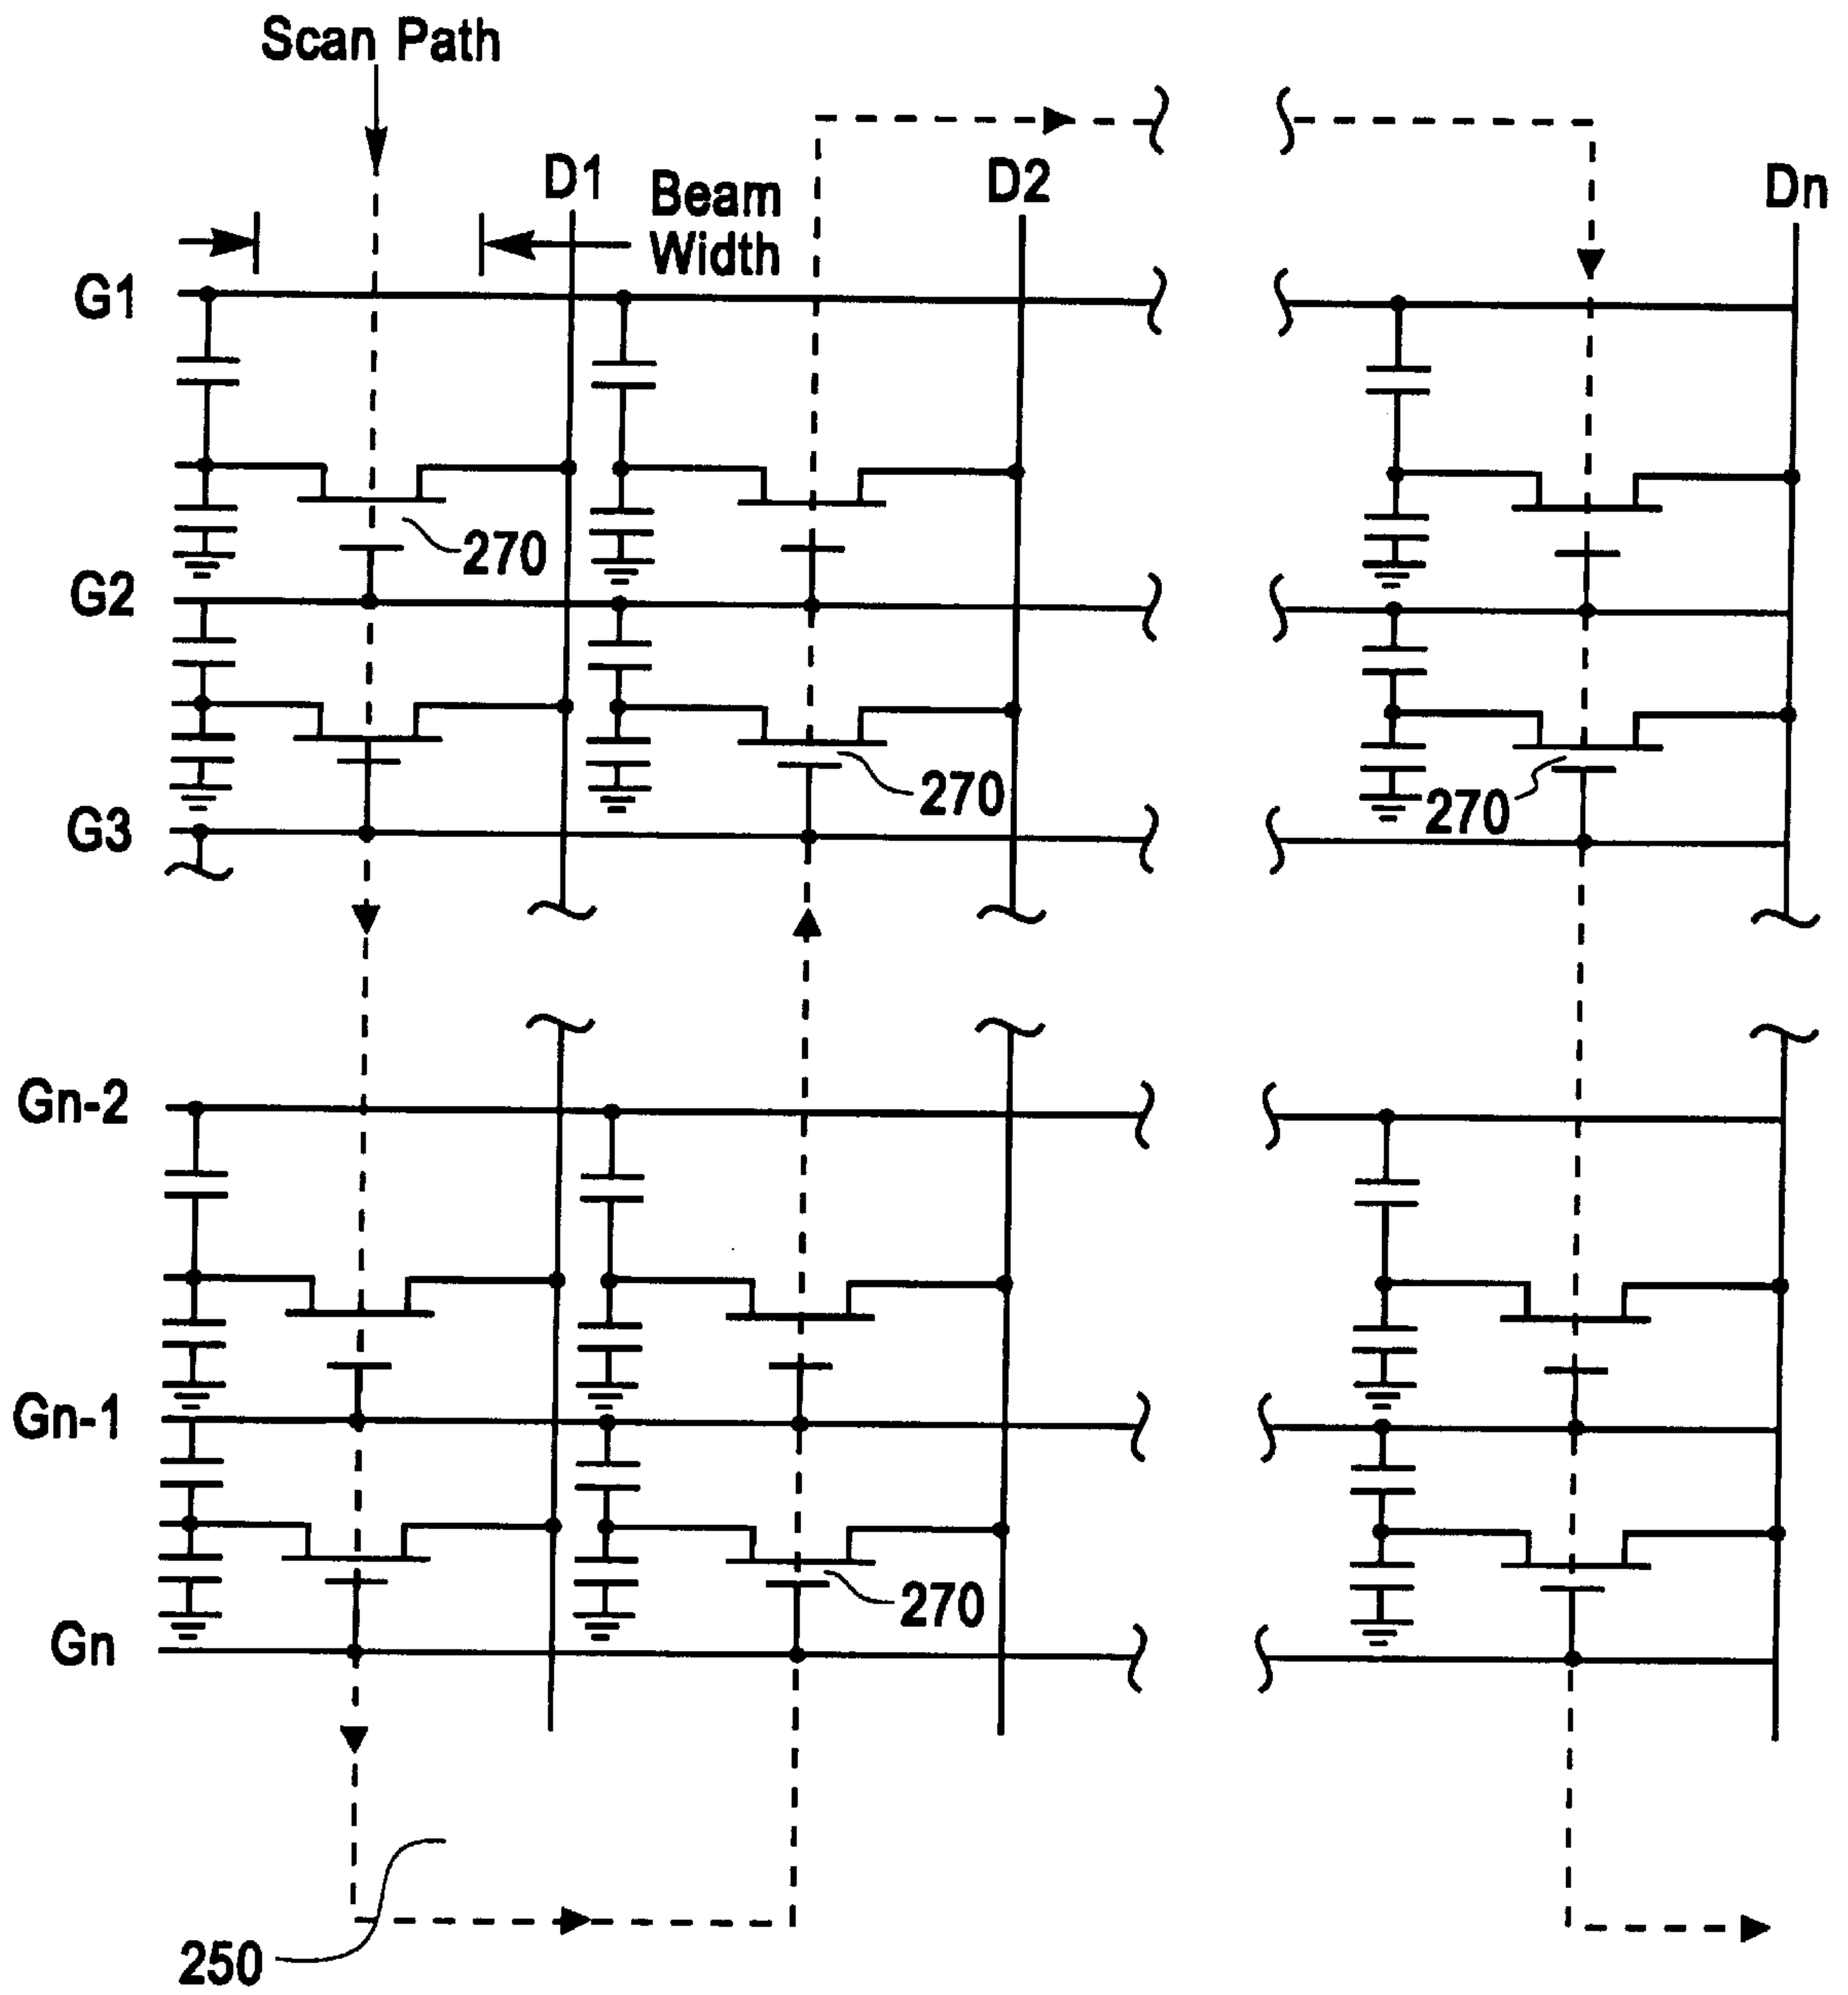 Scan Path
D1
Beam
Width
D2
Dn
G1
270
G2
270
270
G3
Gn-2
Gn-1
270
Gn
250